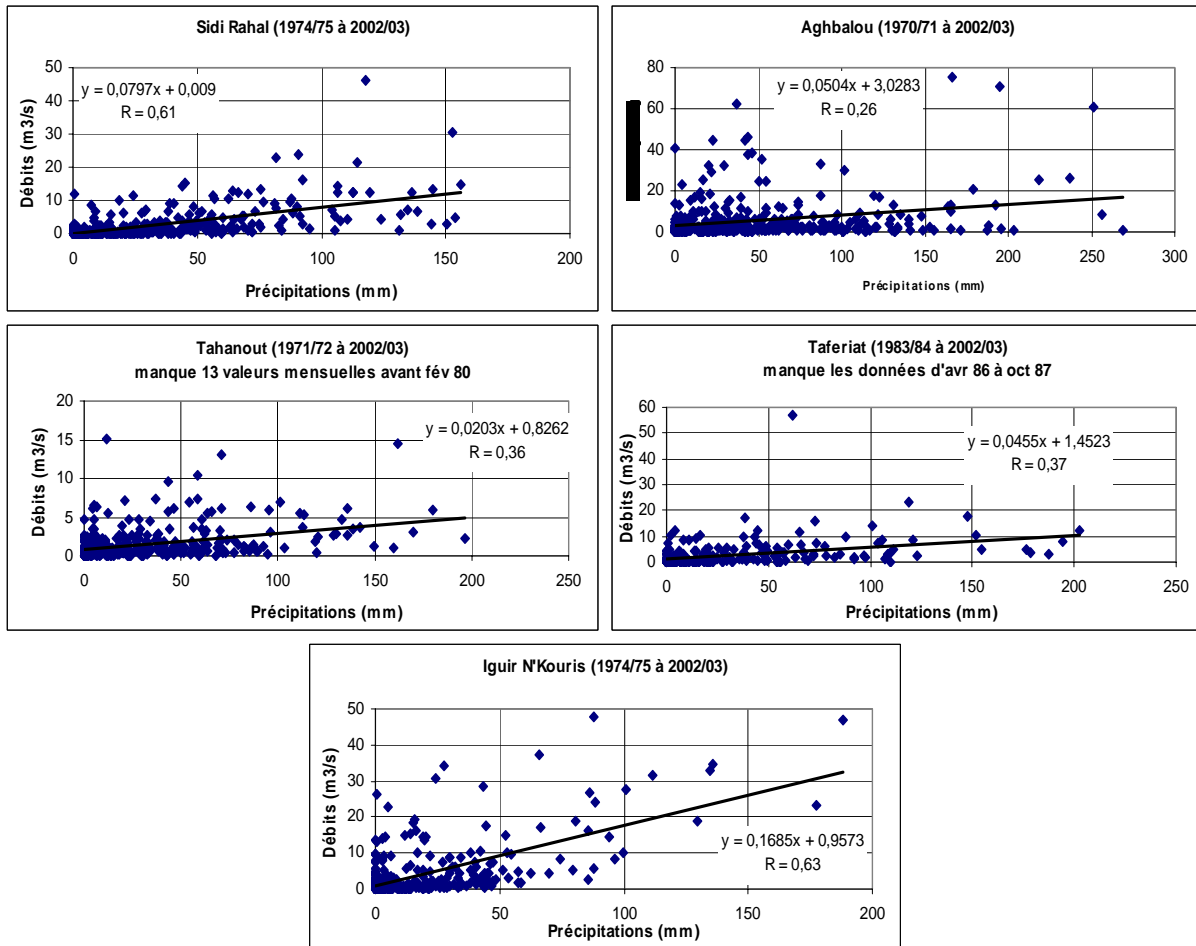 Sidi Rahal (1974/75 à 2002/03)
y = 0,0797x + 0,009
R = 0,61
Débits (m3/s)
50
40
30
20
10
0
0 50 100 150 200
Précipitations (mm)
Aghbalou (1970/71 à 2002/03)
y = 0,0504x + 3,0283
R = 0,26
80
60
40
20
0
0 50 100 150 200 250 300
Précipitations (mm)
Tahanout (1971/72 à 2002/03)
manque 13 valeurs mensuelles avant fév 80
y = 0,0203x + 0,8262
R = 0,36
Débits (m3/s)
20
15
10
5
0
0 50 100 150 200 250
Précipitations (mm)
Taferiat (1983/84 à 2002/03)
manque les données d'avr 86 à oct 87
y = 0,0455x + 1,4523
R = 0,37
Débits (m3/s)
60
50
40
30
20
10
0
0 50 100 150 200 250
Précipitations (mm)
Iguir N'Kouris (1974/75 à 2002/03)
Débits (m3/s)
50
40
30
20
10
0
y = 0,1685x + 0,9573
R = 0,63
0 50 100 150 200
Précipitations (mm)